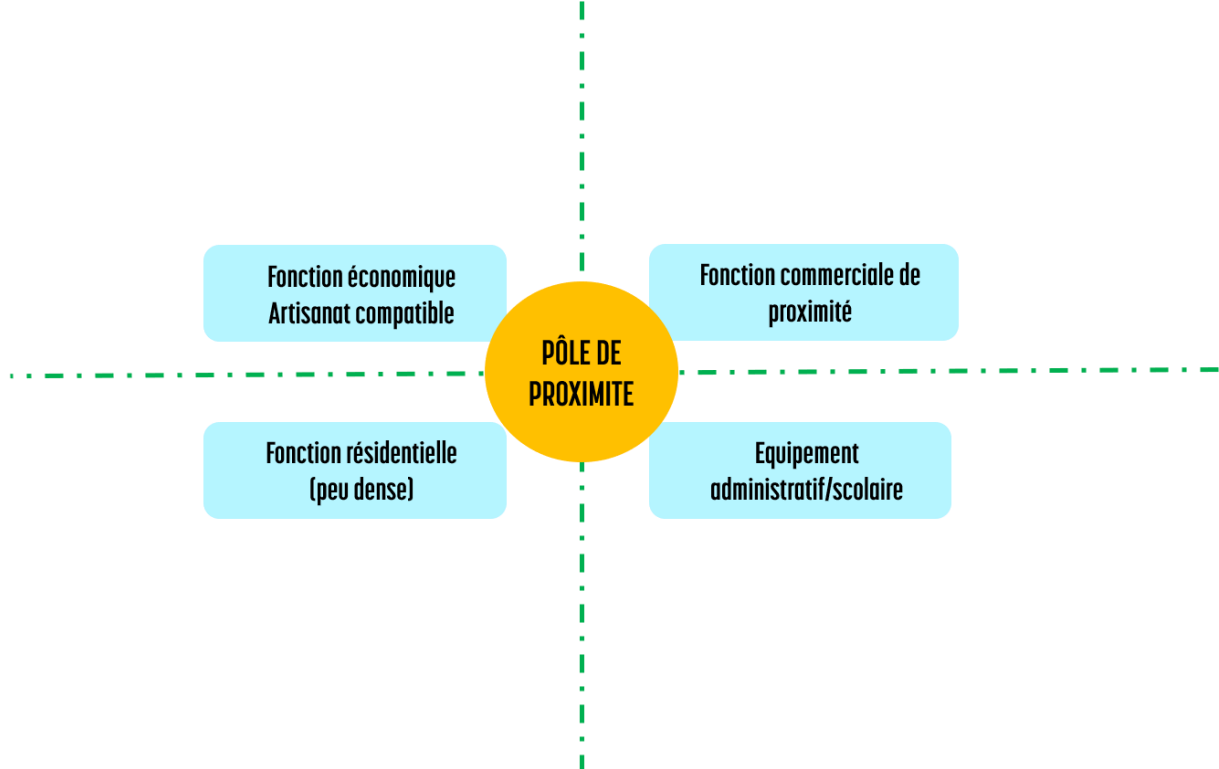 Fonction économique
Artisanat compatible
Fonction commerciale de
proximité
PÔLE DE
PROXIMITE
Fonction résidentielle
(peu dense)
Equipement
administratif/scolaire